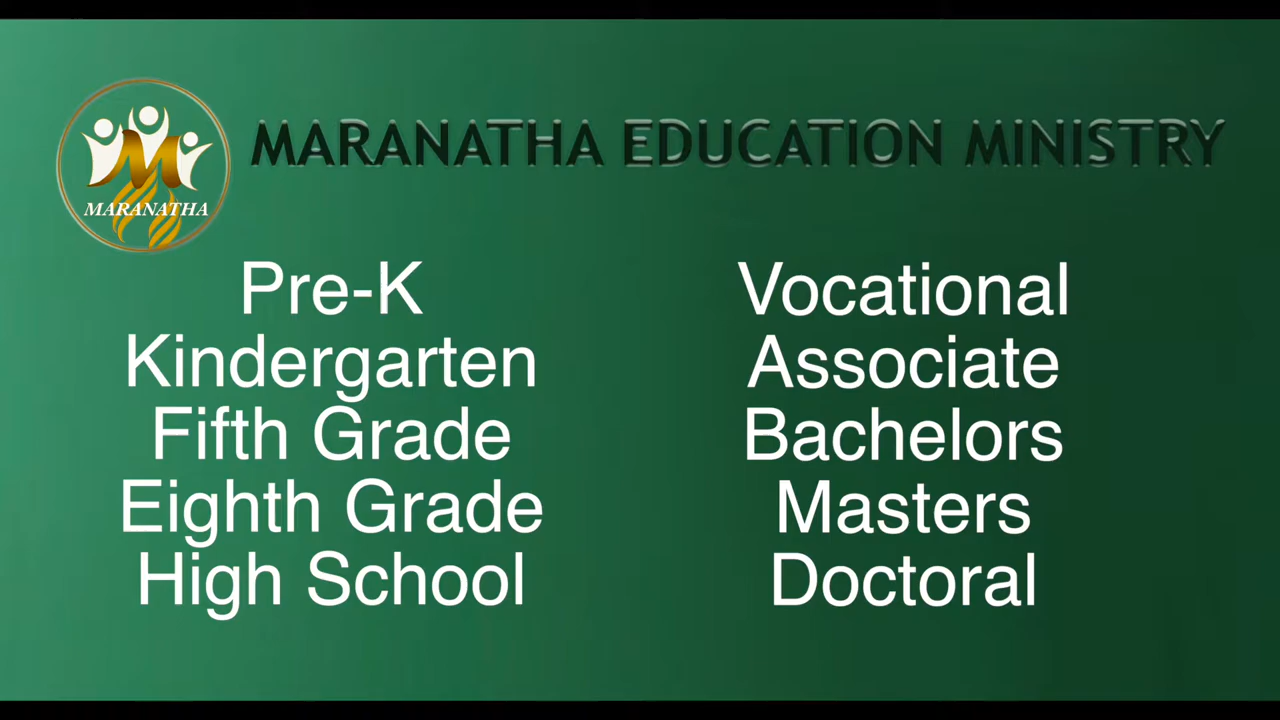 MARANATHA EDUCATION MINISTRY
MARANATHA
Pre-K
Kindergarten
Fifth Grade
Eighth Grade
High School
Vocational
Associate
Bachelors
Masters
Doctoral